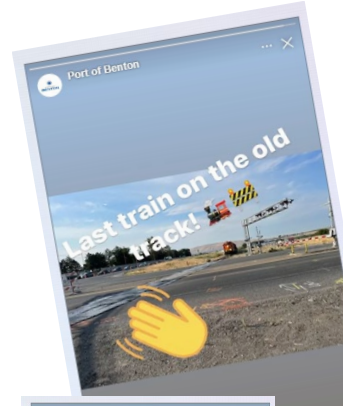 Port of Benton
Last train on the old
track!